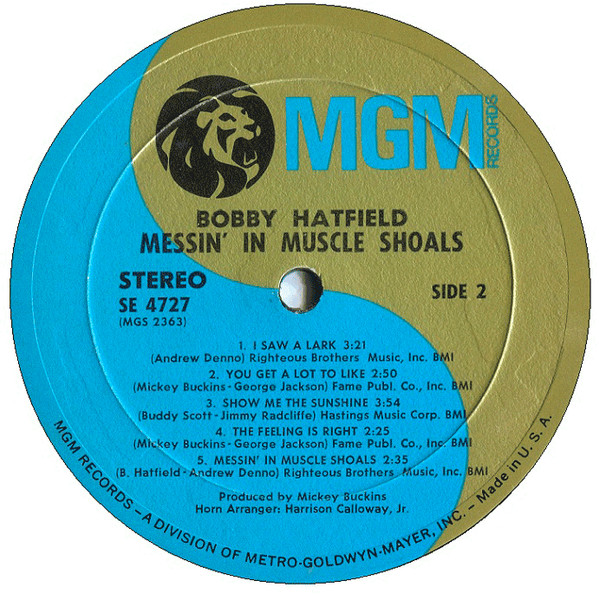 MGM
RECORDS
BOBBY HATFIELD
MESSIN' IN MUSCLE SHOALS
STEREO
SE 4727
(MGS 2363)
SIDE 2
1. I SAW A LARK 3:21
(Andrew Denno) Righteous Brothers Music, Inc. BMI
2. YOU GET A LOT TO LIKE 2:50
(Mickey Buckins-George Jackson) Fame Publ. Co., Inc. BMI
3. SHOW ME THE SUNSHINE 3:54
(Buddy Scott-Jimmy Radcliffe) Hastings Music Corp. BMI
4. THE FEELING IS RIGHT 2:25
(Mickey Buckins-George Jackson) Fame Publ. Co., Inc. BMI
5. MESSIN' IN MUSCLE SHOALS 2:35
(B. Hatfield-Andrew Denno) Righteous Brothers Music, Inc. BMI
Produced by Mickey Buckins
Horn Arranger: Harrison Calloway, Jr.
MGM RECORDS – A DIVISION OF METRO-GOLDWYN-MAYER, INC. – Made in U. S. A.